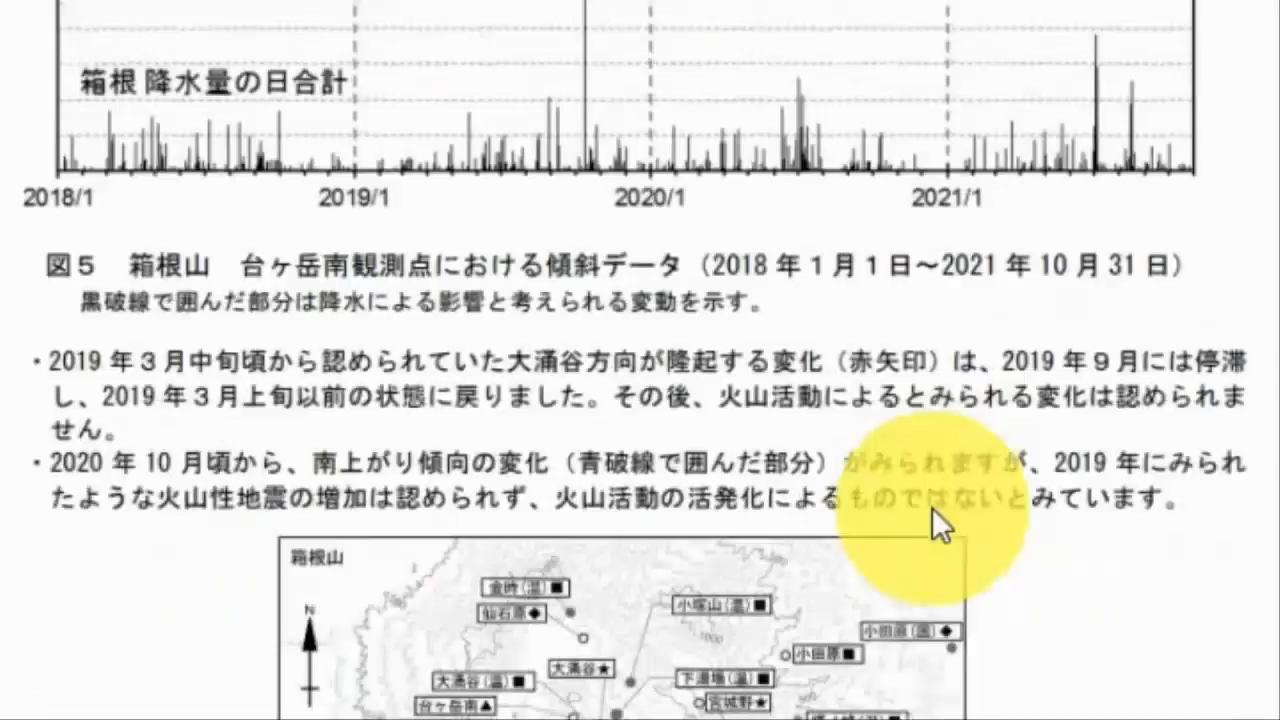 箱根 降水量の日合計
2018/1 2019/1 2020/1 2021/1
図５ 箱根山 台ヶ岳南観測点における傾斜データ（2018 年１月１日～2021 年 10 月 31 日）
黒破線で囲んだ部分は降水による影響と考えられる変動を示す。
・2019 年３月中旬頃から認められていた大涌谷方向が隆起する変化（赤矢印）は、2019 年９月には停滞
し、2019 年３月上旬以前の状態に戻りました。その後、火山活動によるとみられる変化は認められま
せん。
・2020 年 10 月頃から、南上がり傾向の変化（青破線で囲んだ部分）がみられますが、2019 年にみられ
たような火山性地震の増加は認められず、火山活動の活発化によるものではないとみています。
箱根山
金時(温)■
小塚山(温)■
仙石原◆
N
小田原(国)◆
小田原■
大涌谷★
大涌谷(温)■
下湯場(温)■
台ケ岳南▲
宮城野★
1000
500